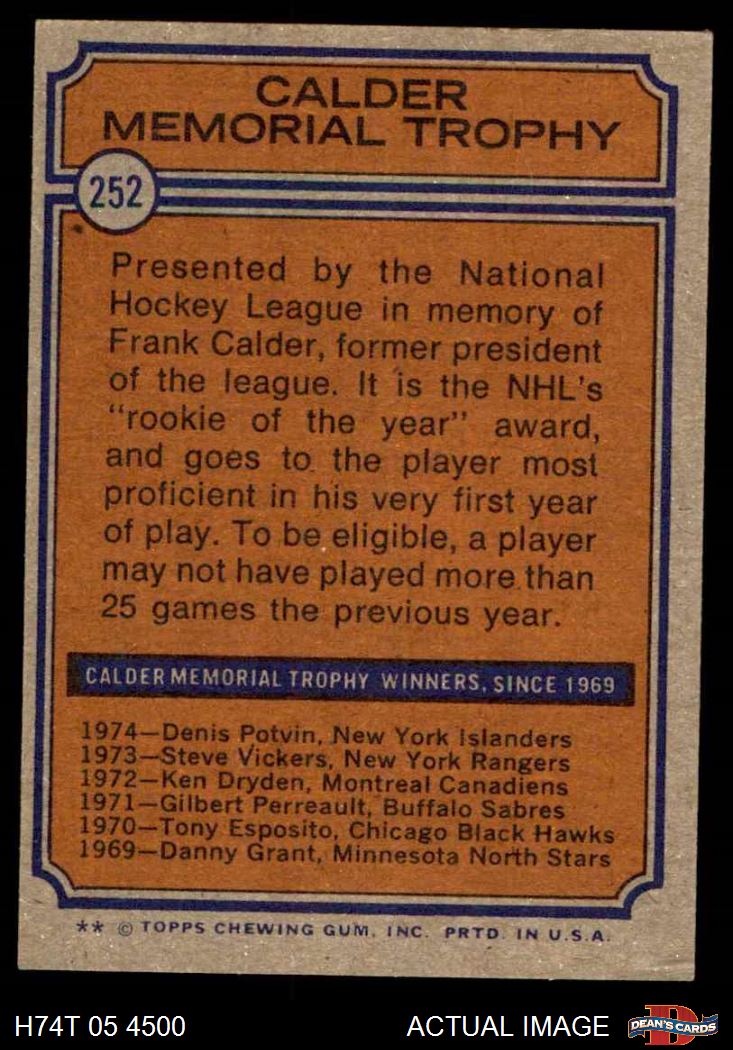 CALDER
MEMORIAL TROPHY
252
Presented by the National
Hockey League in memory of
Frank Calder, former president
of the league. It is the NHL's
"rookie of the year" award,
and goes to the player most
proficient in his very first year
of play. To be eligible, a player
may not have played more than
25 games the previous year.
CALDER MEMORIAL TROPHY WINNERS, SINCE 1969
1974—Denis Potvin, New York Islanders
1973—Steve Vickers, New York Rangers
1972—Ken Dryden, Montreal Canadiens
1971—Gilbert Perreault, Buffalo Sabres
1970—Tony Esposito, Chicago Black Hawks
1969—Danny Grant, Minnesota North Stars
** © TOPPS CHEWING GUM, INC. PRTD. IN U.S.A.
H74T 05 4500 ACTUAL IMAGE D DEAN'S CARDS